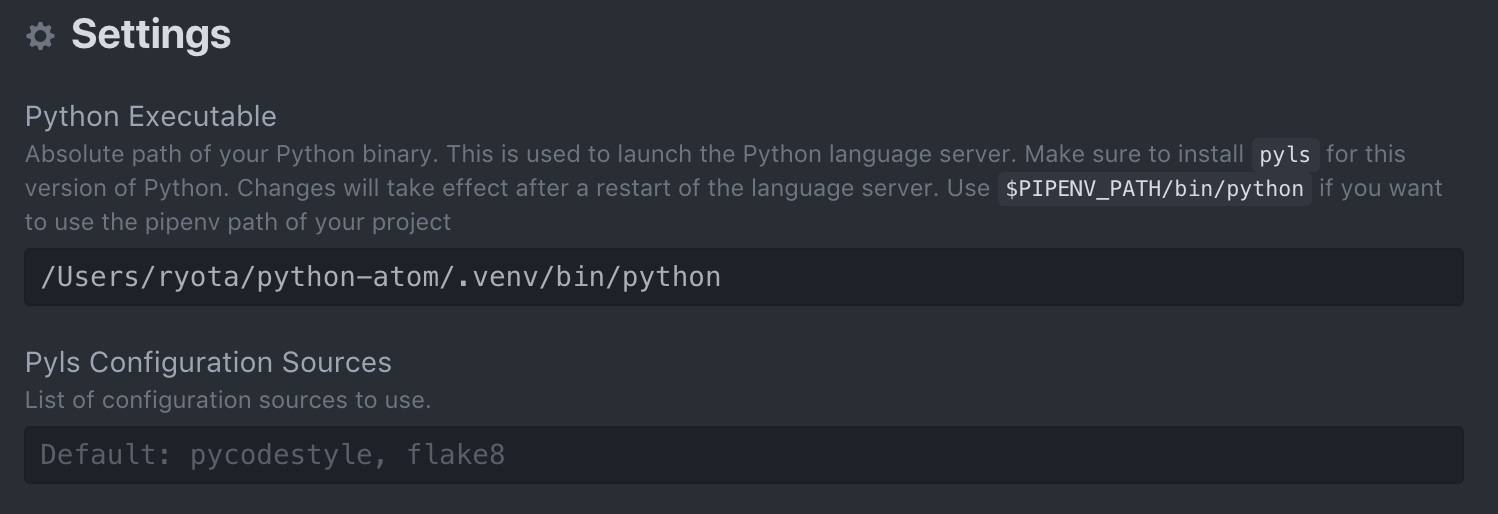 Settings
Python Executable
Absolute path of your Python binary. This is used to launch the Python language server. Make sure to install pyls for this
version of Python. Changes will take effect after a restart of the language server. Use $PIPENV_PATH/bin/python if you want
to use the pipenv path of your project
/Users/ryota/python-atom/.venv/bin/python
Pyls Configuration Sources
List of configuration sources to use.
Default: pycodestyle, flake8